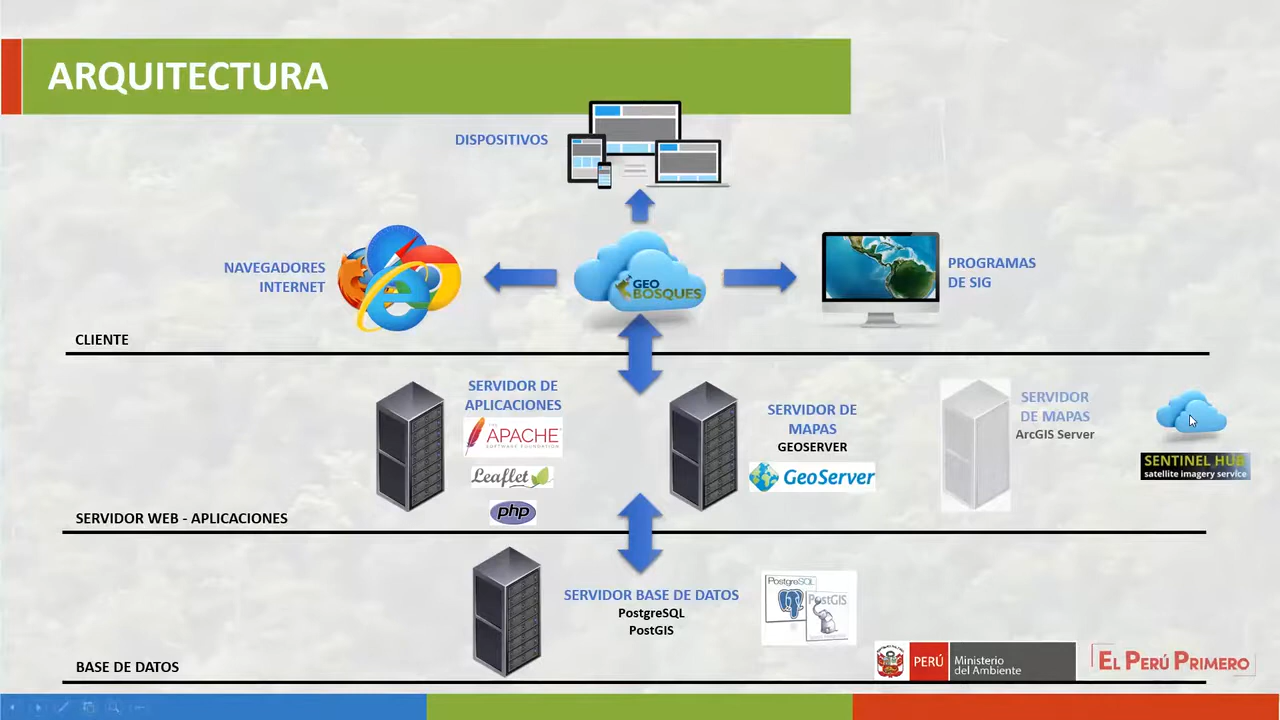 ARQUITECTURA
DISPOSITIVOS
NAVEGADORES
INTERNET
GEO
BOSQUES
PROGRAMAS
DE SIG
CLIENTE
SERVIDOR DE
APLICACIONES
APACHE
SOFTWARE FOUNDATION
Leaflet
php
SERVIDOR DE
MAPAS
GEOSERVER
GeoServer
SERVIDOR
DE MAPAS
ArcGIS Server
SENTINEL HUB
satellite imagery service
SERVIDOR WEB - APLICACIONES
SERVIDOR BASE DE DATOS
PostgreSQL
PostGIS
PostgreSQL
PostGIS
BASE DE DATOS
PERÚ
Ministerio
del Ambiente
EL PERÚ PRIMERO